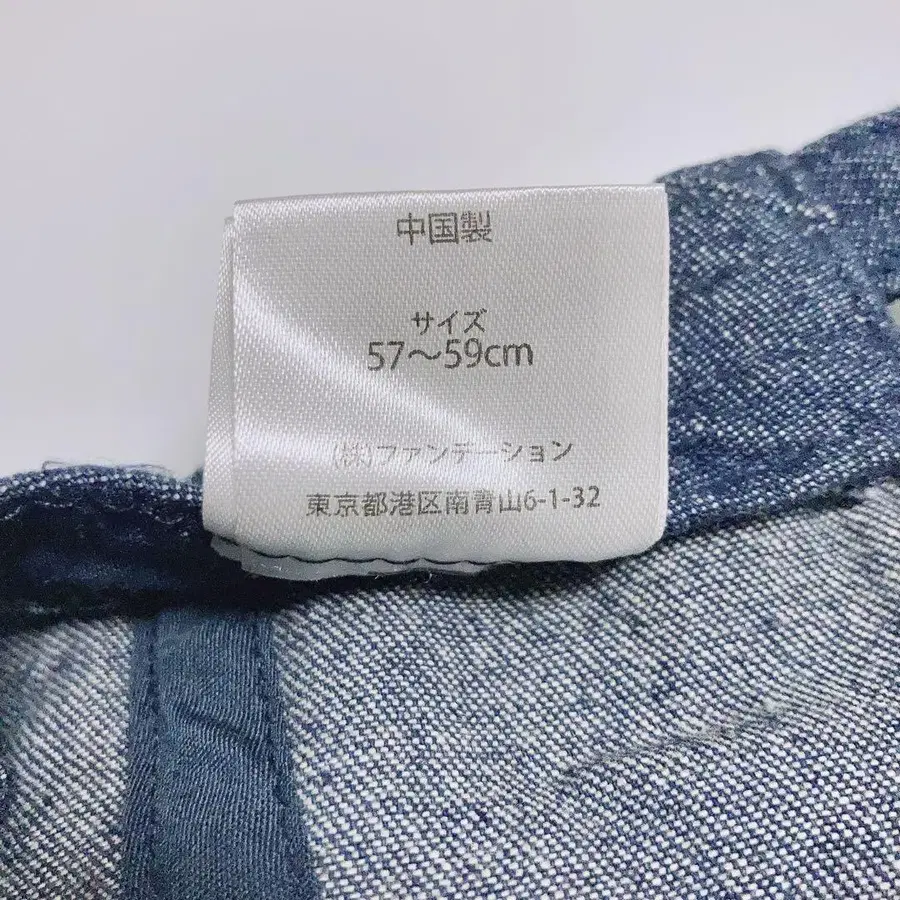 中国製
サイズ
57～59cm
(株)ファンデーション
東京都港区南青山6-1-32